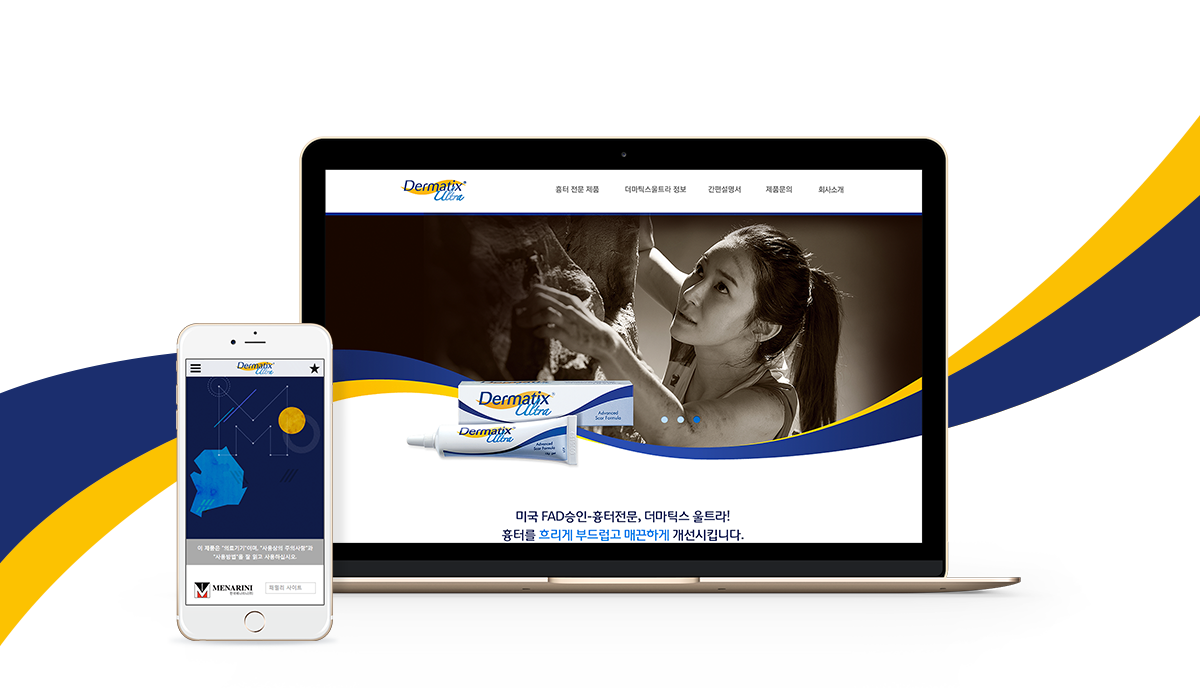 Dermatix®
Ultra
흉터 전문 제품
더마틱스울트라 정보
간편설명서
제품문의
회사소개
Dermatix®
Ultra
Advanced
Scar Formula
Dermatix®
Ultra
Advanced
Scar Formula
미국 FAD승인-흉터전문, 더마틱스 울트라!
흉터를 흐리게 부드럽고 매끈하게 개선시킵니다.
Dermatix
Ultra
이 제품은 "의료기기"이며, "사용상의 주의사항"과
"사용방법"을 잘 읽고 사용하십시오.
MENARINI
패밀리 사이트